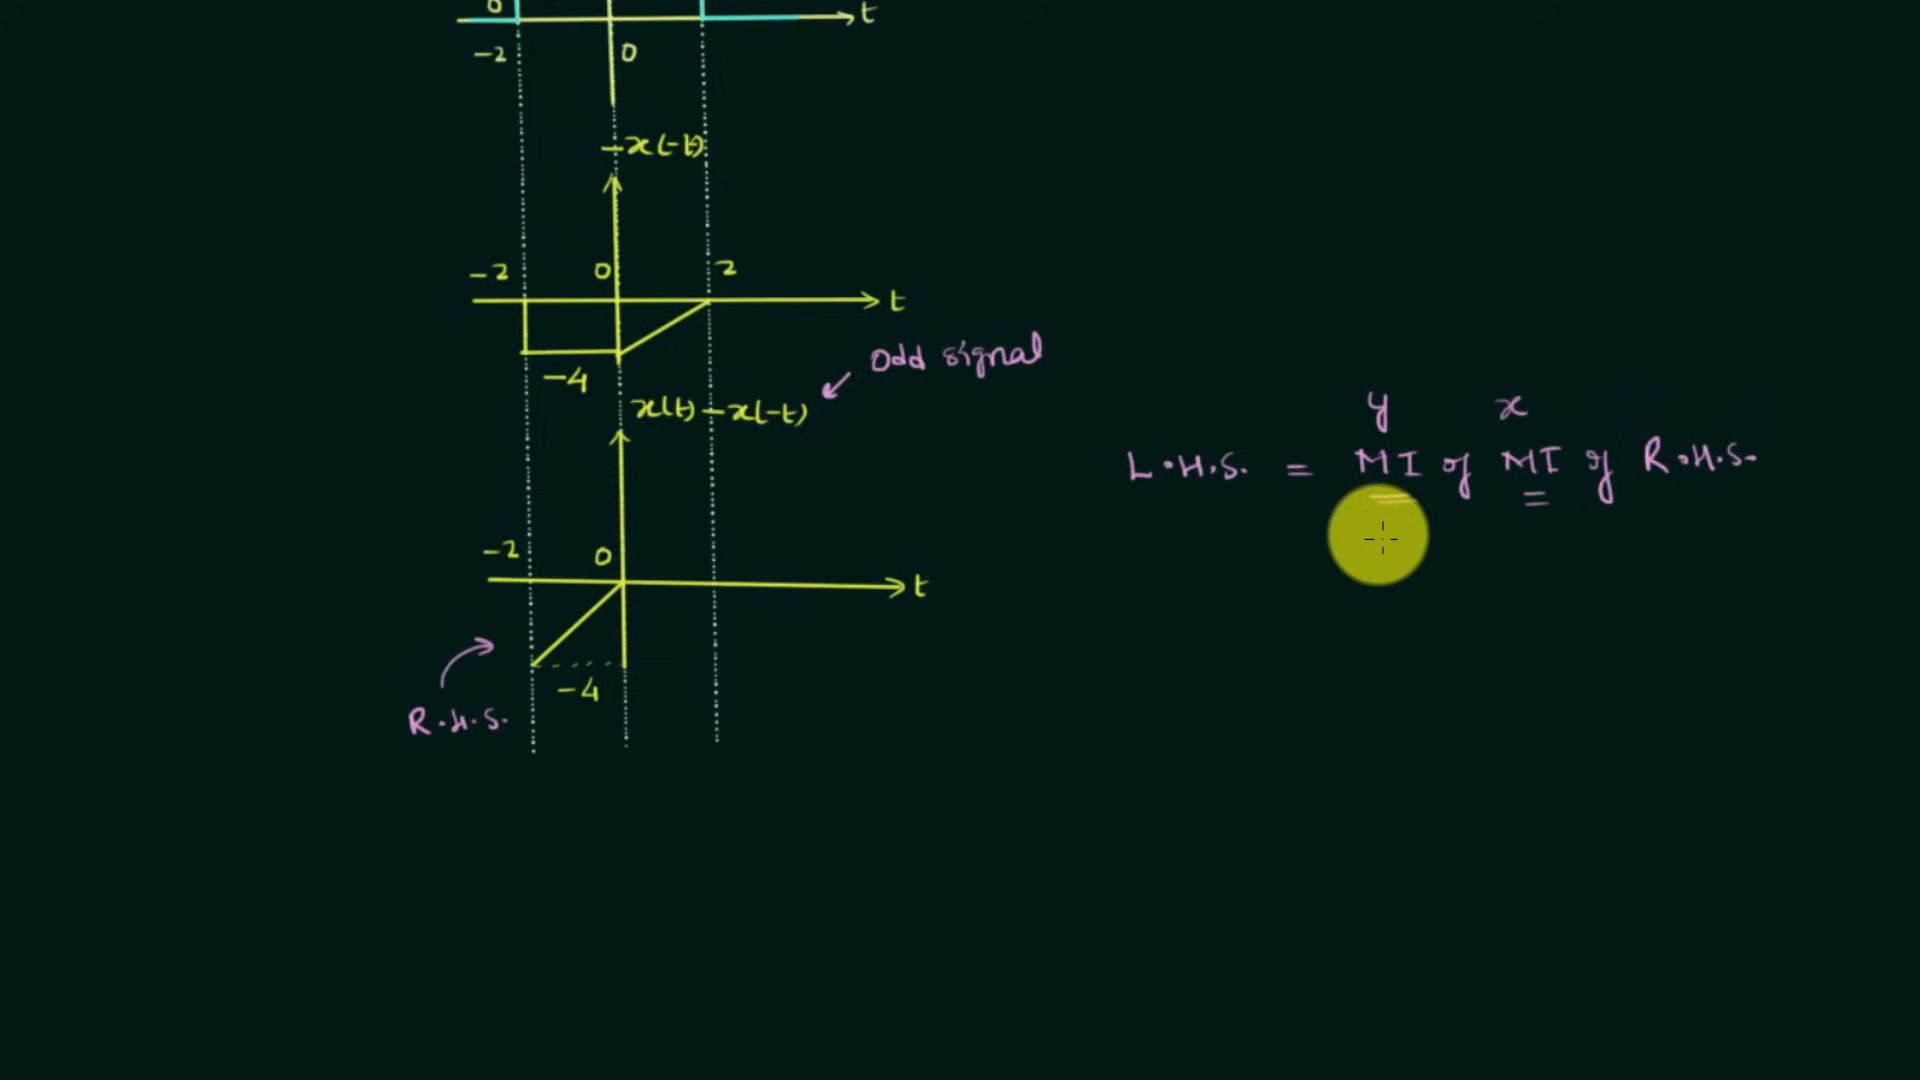 0
t
-2
0
-x(-t)
-2
0
2
t
-4
Odd signal
x(t) - x(-t)
y
x
L.H.S. = MI of MI of R.H.S.
-2
0
t
-4
R.H.S.